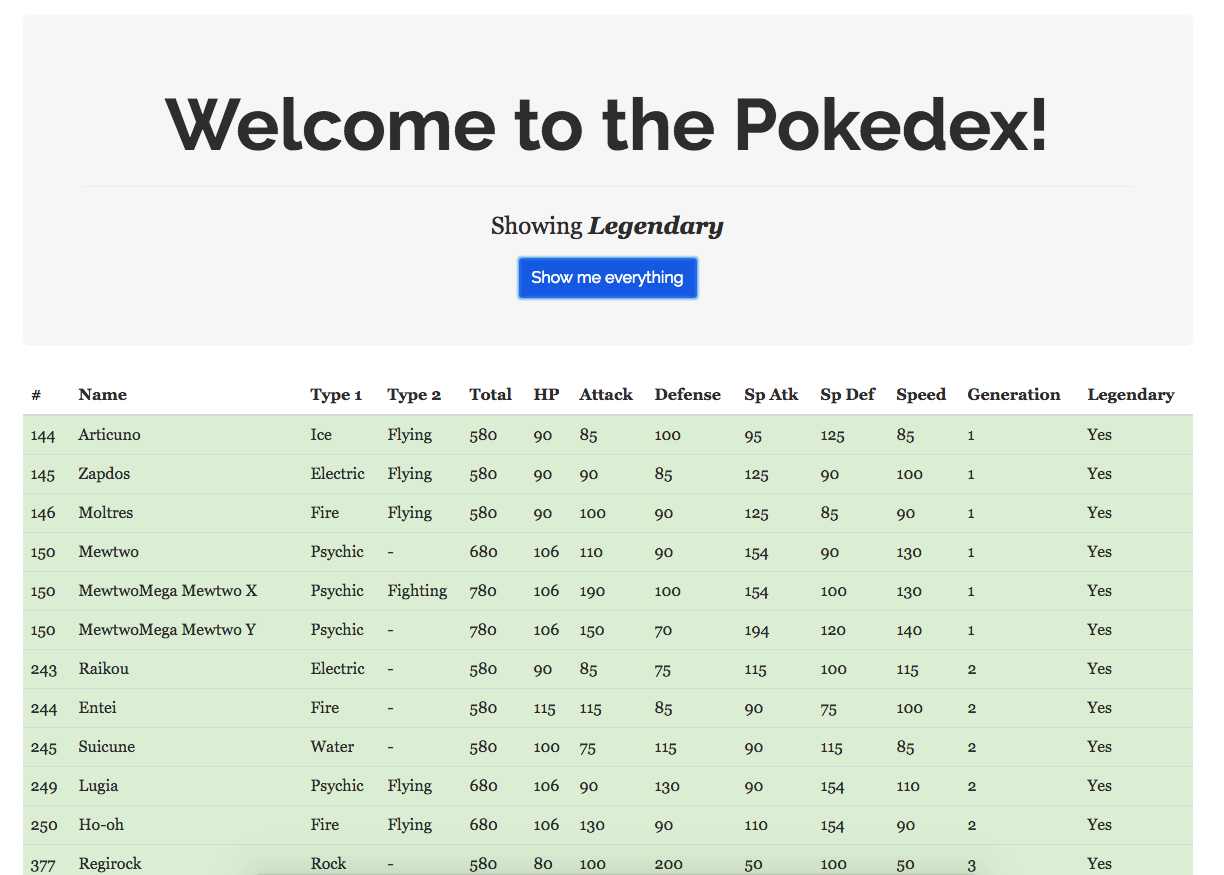 Welcome to the Pokedex!
Showing Legendary
Show me everything
# Name Type 1 Type 2 Total HP Attack Defense Sp Atk Sp Def Speed Generation Legendary
144 Articuno Ice Flying 580 90 85 100 95 125 85 1 Yes
145 Zapdos Electric Flying 580 90 90 85 125 90 100 1 Yes
146 Moltres Fire Flying 580 90 100 90 125 85 90 1 Yes
150 Mewtwo Psychic - 680 106 110 90 154 90 130 1 Yes
150 MewtwoMega Mewtwo X Psychic Fighting 780 106 190 100 154 100 130 1 Yes
150 MewtwoMega Mewtwo Y Psychic - 780 106 150 70 194 120 140 1 Yes
243 Raikou Electric - 580 90 85 75 115 100 115 2 Yes
244 Entei Fire - 580 115 115 85 90 75 100 2 Yes
245 Suicune Water - 580 100 75 115 90 115 85 2 Yes
249 Lugia Psychic Flying 680 106 90 130 90 154 110 2 Yes
250 Ho-oh Fire Flying 680 106 130 90 110 154 90 2 Yes
377 Regirock Rock - 580 80 100 200 50 100 50 3 Yes